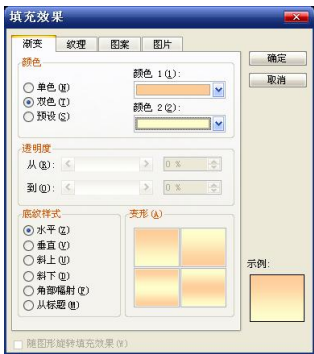 填充效果
渐变 纹理 图案 图片
确定
取消
颜色
单色(N)
双色(T)
预设(S)
颜色 1(1):
颜色 2(2):
透明度
从(R): 0 %
到(O): 0 %
底纹样式
水平(Z)
垂直(V)
斜上(U)
斜下(D)
角部幅射(F)
从标题(M)
变形(A)
示例:
随图形旋转填充效果(W)